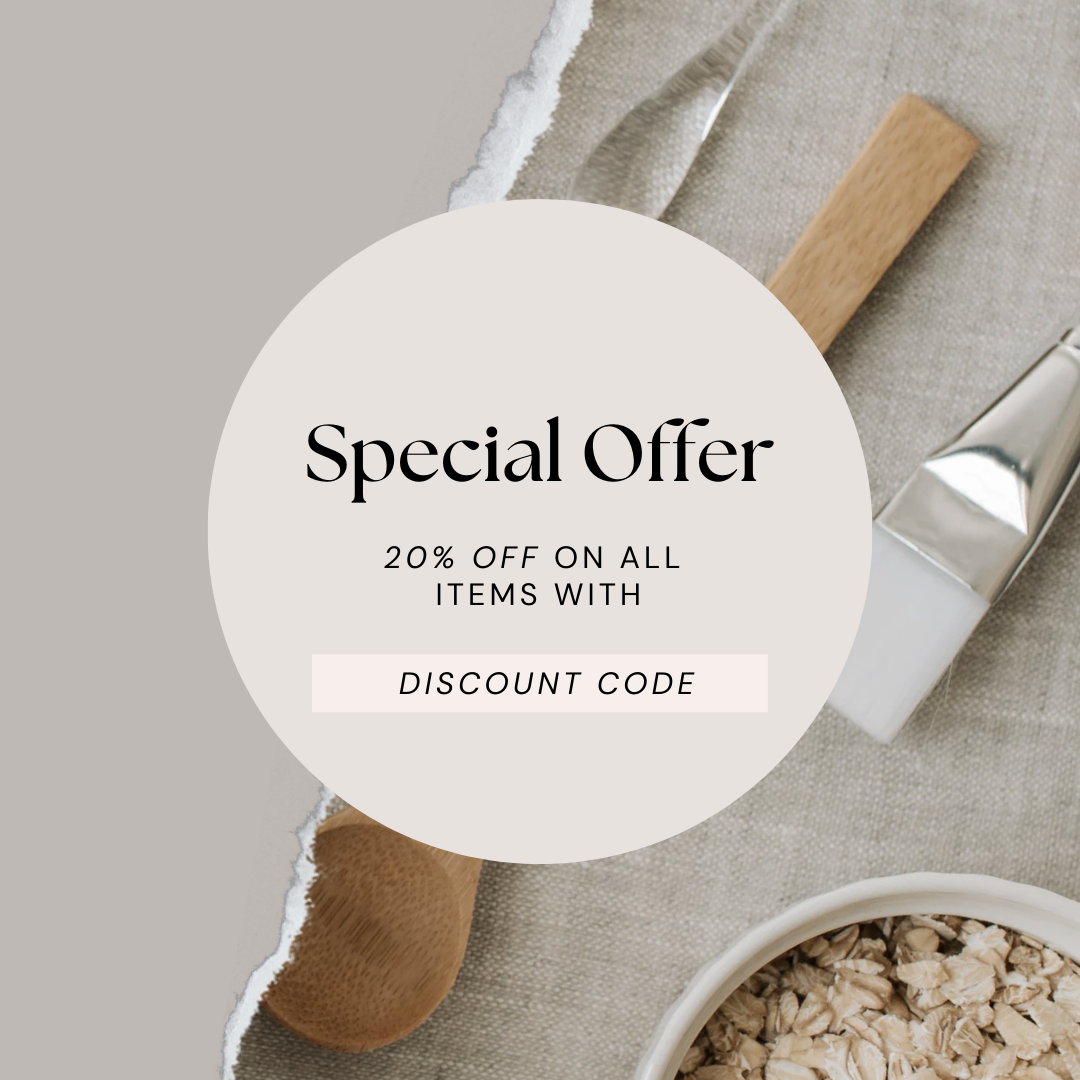 Special Offer
20% OFF ON ALL
ITEMS WITH
DISCOUNT CODE